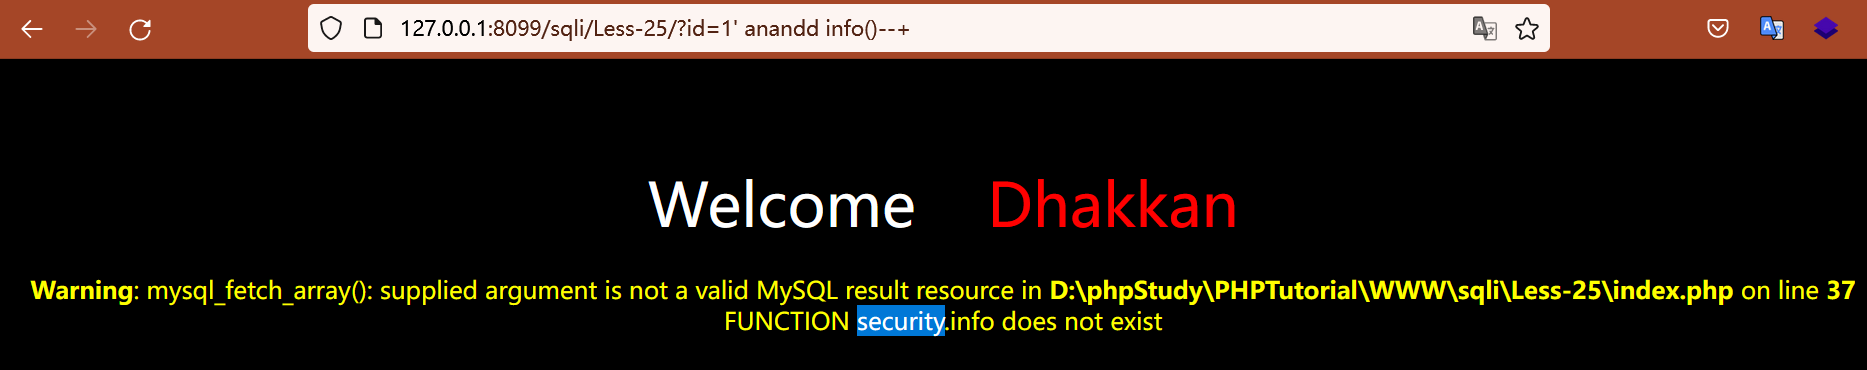 127.0.0.1:8099/sqli/Less-25/?id=1' anandd info()--+
Welcome Dhakkan
Warning: mysql_fetch_array(): supplied argument is not a valid MySQL result resource in D:\phpStudy\PHPTutorial\WWW\sqli\Less-25\index.php on line 37
FUNCTION security.info does not exist